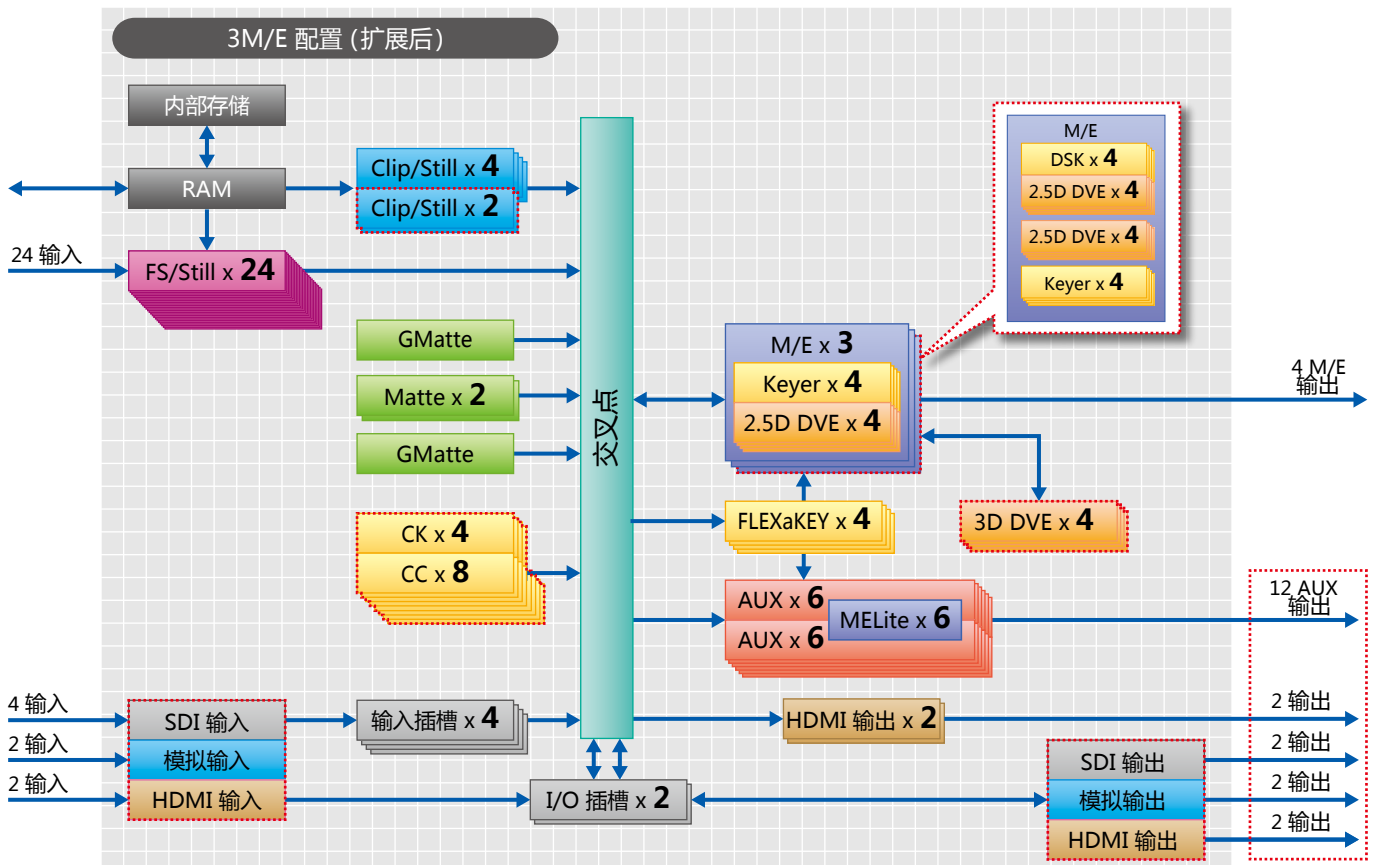 3M/E 配置 (扩展后)
内部存储
RAM
Clip/Still x 4
Clip/Still x 2
24 输入
FS/Still x 24
GMatte
Matte x 2
GMatte
CK x 4
CC x 8
交叉点
M/E
DSK x 4
2.5D DVE x 4
2.5D DVE x 4
Keyer x 4
M/E x 3
Keyer x 4
2.5D DVE x 4
4 M/E
输出
FLEXaKEY x 4
3D DVE x 4
AUX x 6
MELite x 6
AUX x 6
12 AUX
输出
4 输入
2 输入
2 输入
SDI 输入
模拟输入
HDMI 输入
输入插槽 x 4
I/O 插槽 x 2
HDMI 输出 x 2
SDI 输出
模拟输出
HDMI 输出
2 输出
2 输出
2 输出
2 输出